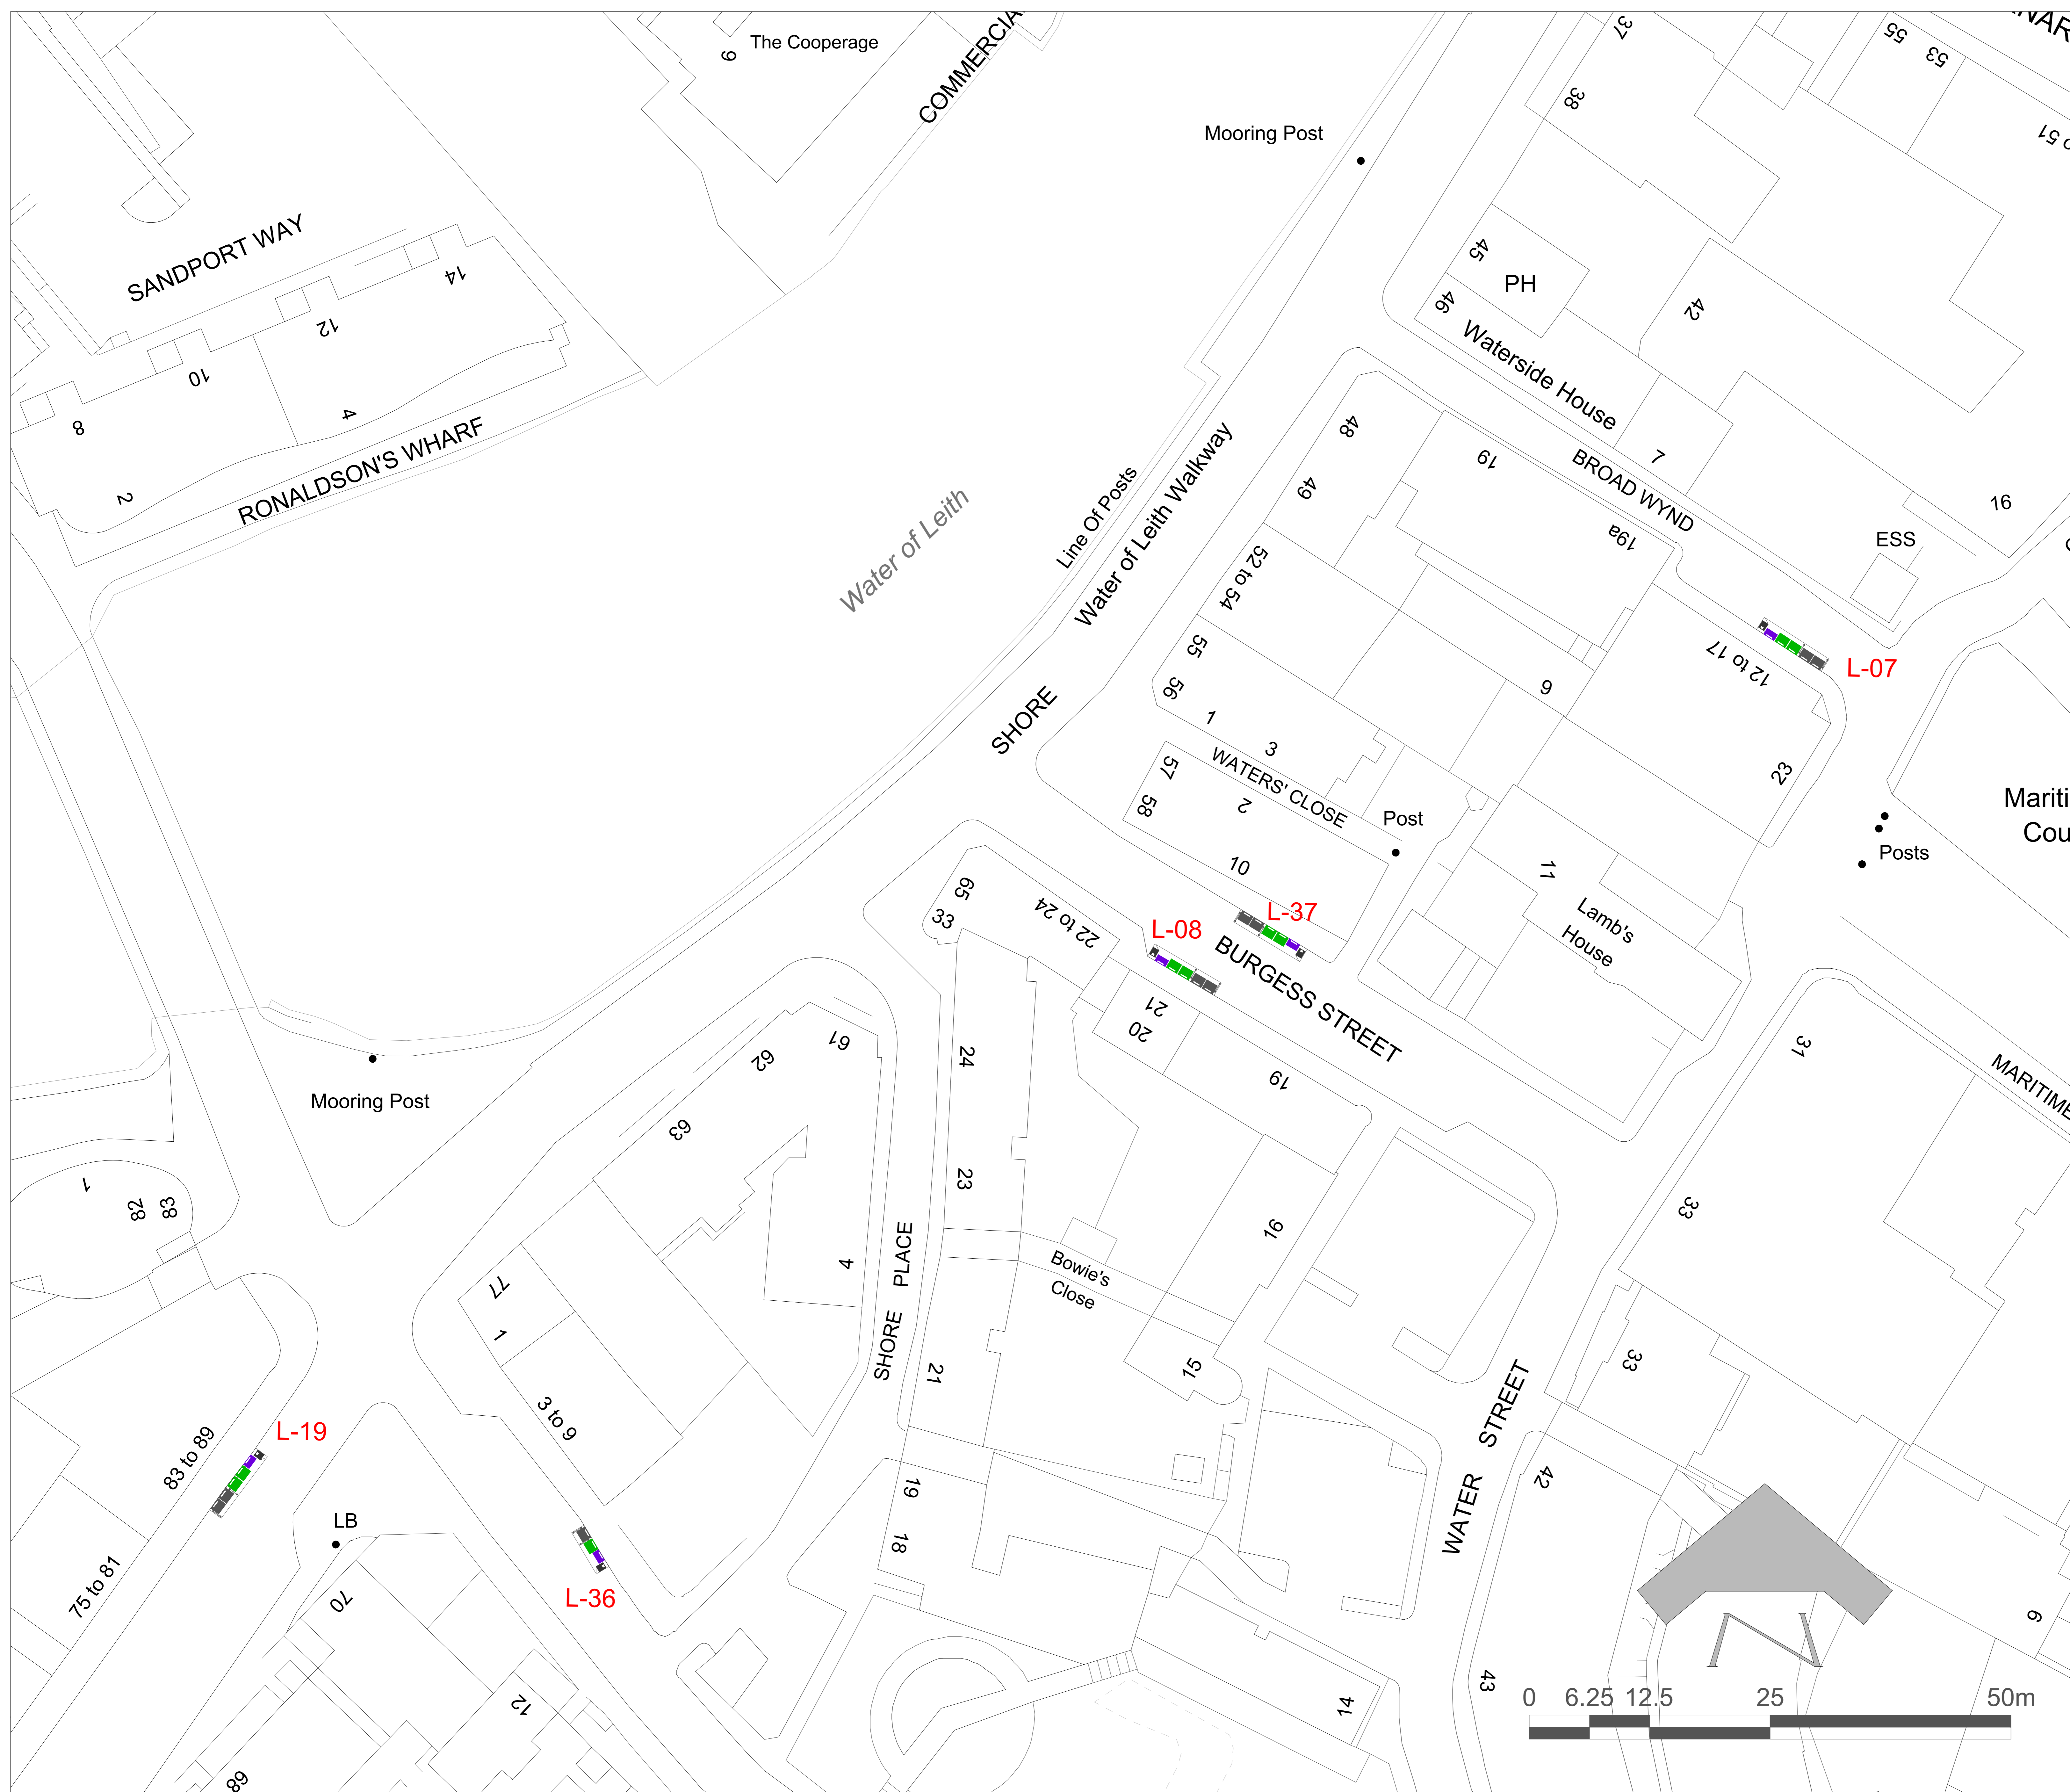 The Cooperage
9
COMMERCIA
37
38
55
53
51
Mooring Post
SANDPORT WAY
14
12
10
8
4
2
RONALDSON'S WHARF
45
PH
46
Waterside House
42
7
16
ESS
BROAD WYND
48
49
19
19a
Line Of Posts
Water of Leith Walkway
Water of Leith
52 to 54
55
56
1
3
6
12 to 17
L-07
23
SHORE
WATERS' CLOSE
57
58
2
10
Post
Mariti
Cou
Posts
11
Lamb's
House
65
33
22 to 24
L-08
L-37
BURGESS STREET
21
20
19
31
MARITIME
33
Mooring Post
61
62
63
24
23
4
SHORE PLACE
Bowie's
Close
16
15
21
1
82
83
77
1
3 to 9
83 to 89
L-19
LB
75 to 81
70
L-36
19
18
12
68
14
WATER STREET
33
42
43
6
N
0 6.25 12.5 25 50m